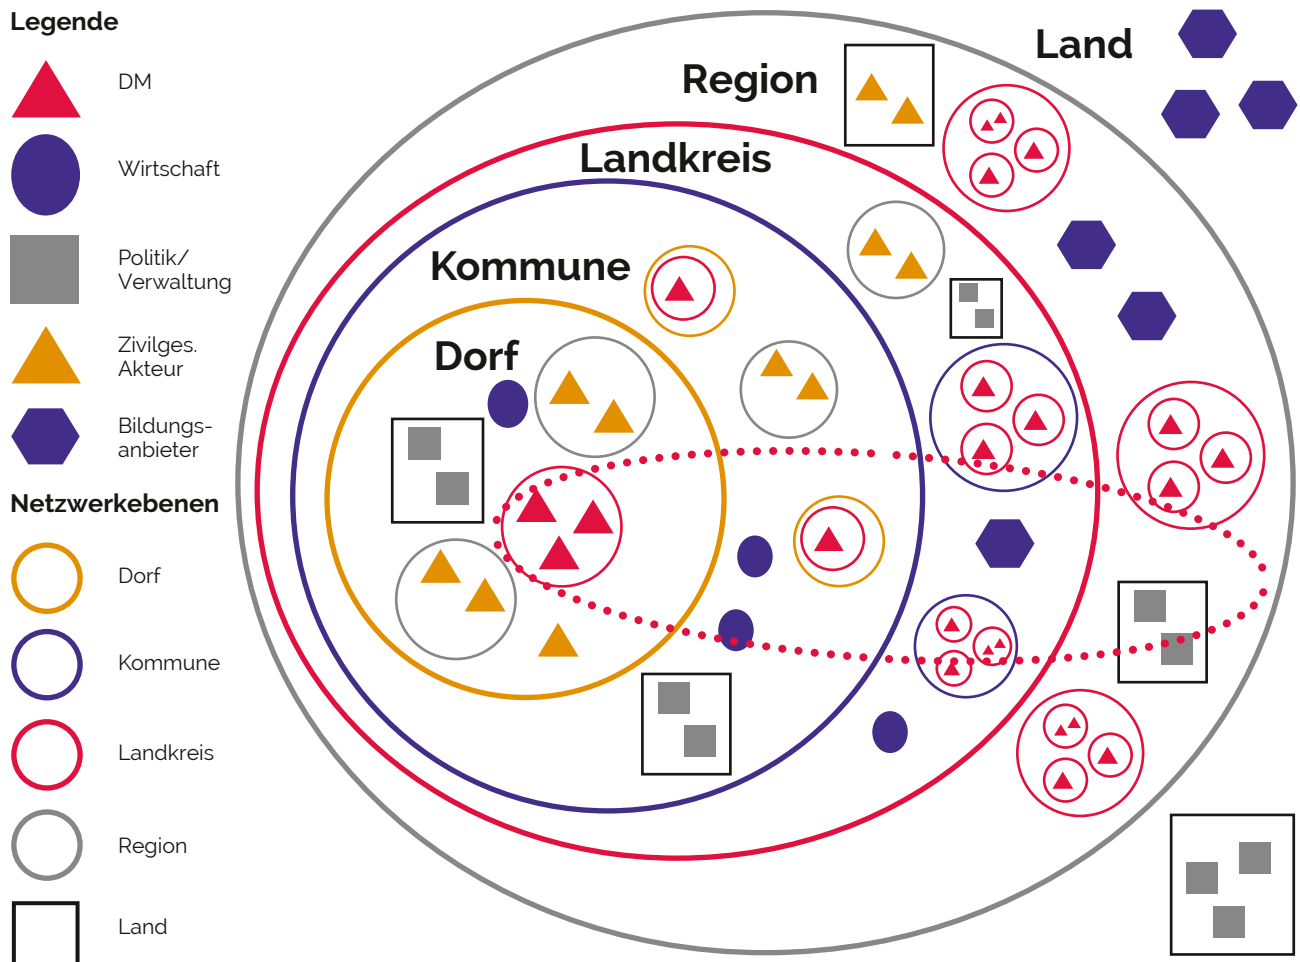 Legende
DM
Wirtschaft
Politik/
Verwaltung
Zivilges.
Akteur
Bildungs-
anbieter
Netzwerkebenen
Dorf
Kommune
Landkreis
Region
Land
Land
Region
Landkreis
Kommune
Dorf